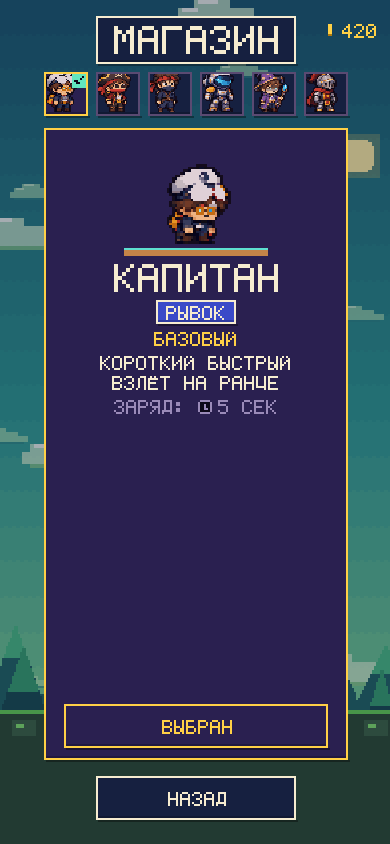 МАГАЗИН
420
КАПИТАН
РЫВОК
БАЗОВЫЙ
КОРОТКИЙ БЫСТРЫЙ
ВЗЛЁТ НА РАНЦЕ
ЗАРЯД: 5 СЕК
ВЫБРАН
НАЗАД